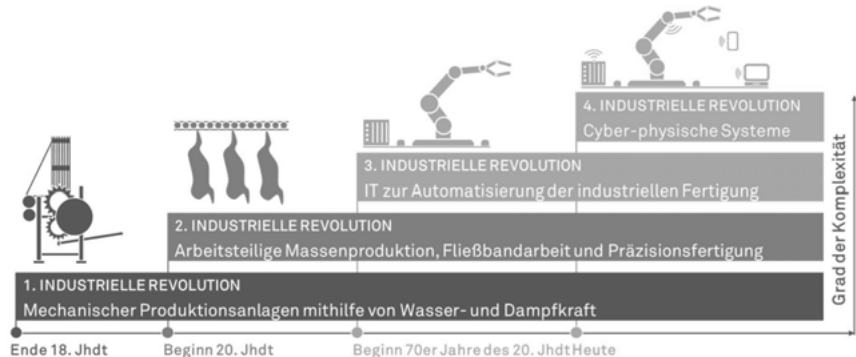 4. INDUSTRIELLE REVOLUTION
Cyber-physische Systeme
3. INDUSTRIELLE REVOLUTION
IT zur Automatisierung der industriellen Fertigung
2. INDUSTRIELLE REVOLUTION
Arbeitsteilige Massenproduktion, Fließbandarbeit und Präzisionsfertigung
1. INDUSTRIELLE REVOLUTION
Mechanischer Produktionsanlagen mithilfe von Wasser- und Dampfkraft
Grad der Komplexität
Ende 18. Jhdt
Beginn 20. Jhdt
Beginn 70er Jahre des 20. Jhdt
Heute